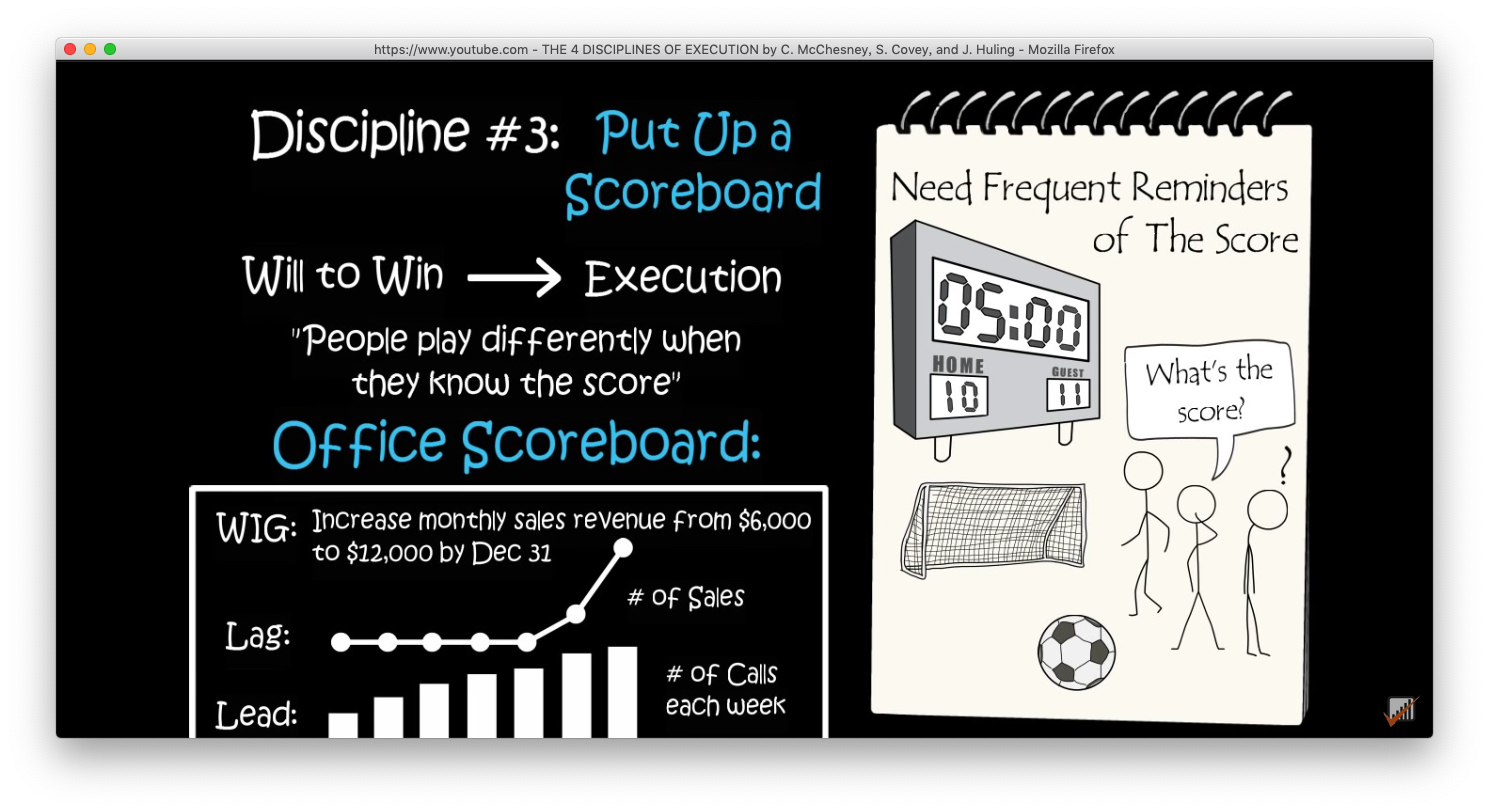 https://www.youtube.com - THE 4 DISCIPLINES OF EXECUTION by C. McChesney, S. Covey, and J. Huling - Mozilla Firefox
Discipline #3: Put Up a
Scoreboard
Will to Win → Execution
"People play differently when
they know the score"
Office Scoreboard:
WIG: Increase monthly sales revenue from $6,000
to $12,000 by Dec 31
# of Sales
Lag:
# of Calls
each week
Lead:
Need Frequent Reminders
of The Score
05:00
HOME
GUEST
10
11
What's the
score?
?